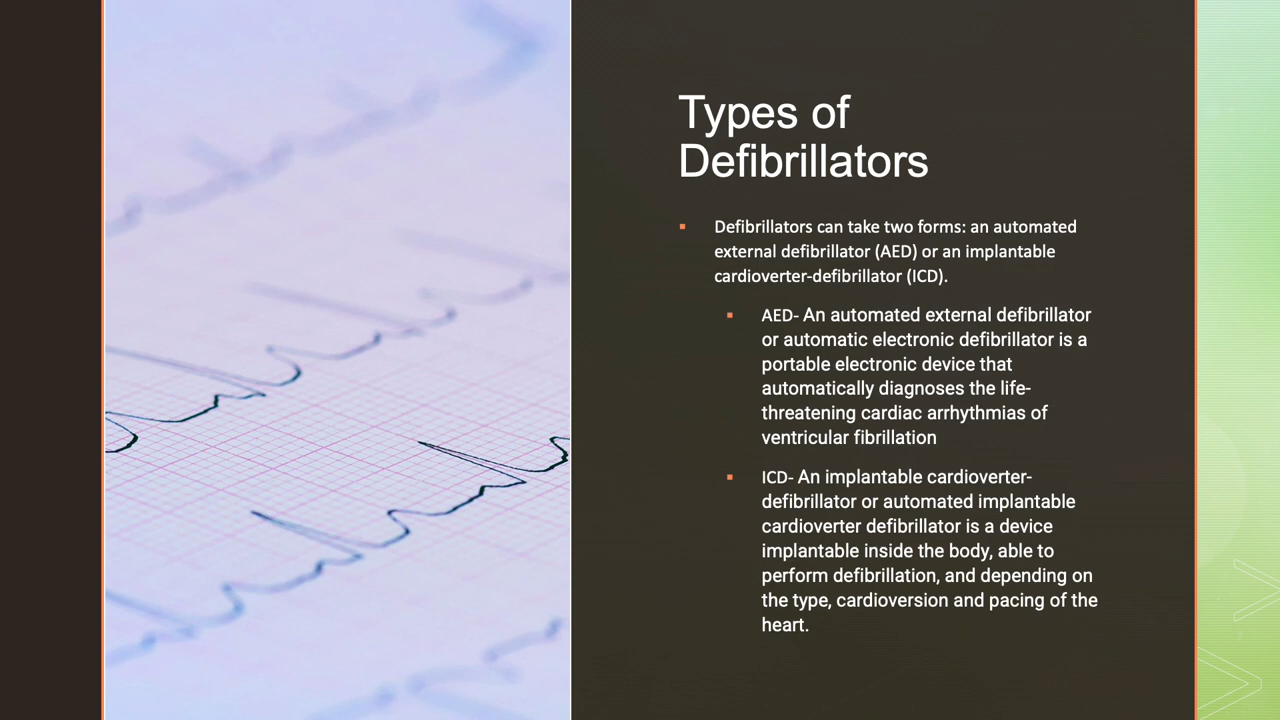 Types of
Defibrillators
▪ Defibrillators can take two forms: an automated
external defibrillator (AED) or an implantable
cardioverter-defibrillator (ICD).
▪ AED- An automated external defibrillator
or automatic electronic defibrillator is a
portable electronic device that
automatically diagnoses the life-
threatening cardiac arrhythmias of
ventricular fibrillation
▪ ICD- An implantable cardioverter-
defibrillator or automated implantable
cardioverter defibrillator is a device
implantable inside the body, able to
perform defibrillation, and depending on
the type, cardioversion and pacing of the
heart.